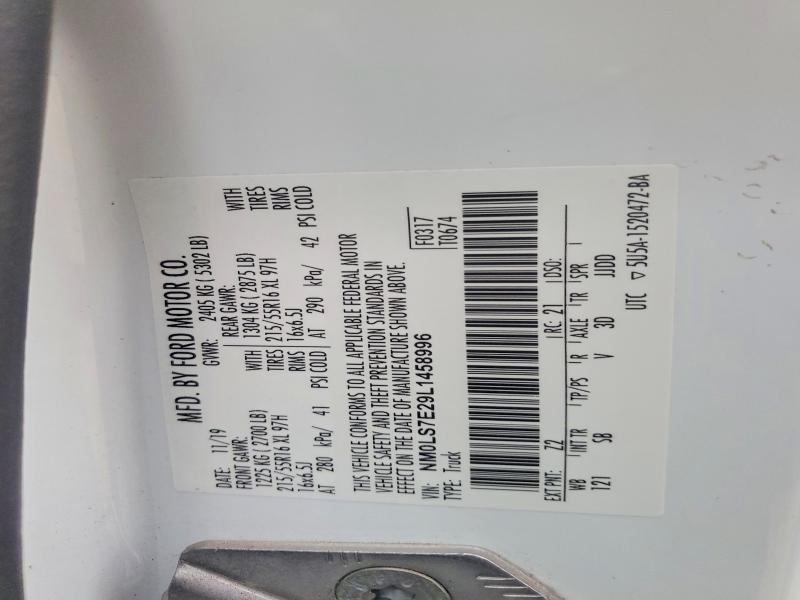 MFD. BY FORD MOTOR CO.
DATE: 11/19 GVWR: 2405 KG ( 5302 LB)
FRONT GAWR: REAR GAWR:
1225 KG ( 2700 LB) WITH 1304 KG ( 2875 LB) WITH
215/55R16 XL 97H TIRES 215/55R16 XL 97H TIRES
16x6.5J RIMS 16x6.5J RIMS
AT 280 kPa/ 41 PSI COLD AT 290 kPa/ 42 PSI COLD
THIS VEHICLE CONFORMS TO ALL APPLICABLE FEDERAL MOTOR
VEHICLE SAFETY AND THEFT PREVENTION STANDARDS IN
EFFECT ON THE DATE OF MANUFACTURE SHOWN ABOVE.
VIN: NM0LS7E29L1458996 F0317
TYPE: Truck T0674
EXT PNT: Z2 RC: 21 DSO:
WB INT TR TP/PS R AXLE TR SPR
121 SB V 3D JJDD
UTC ▽ 5U5A-1520472-BA